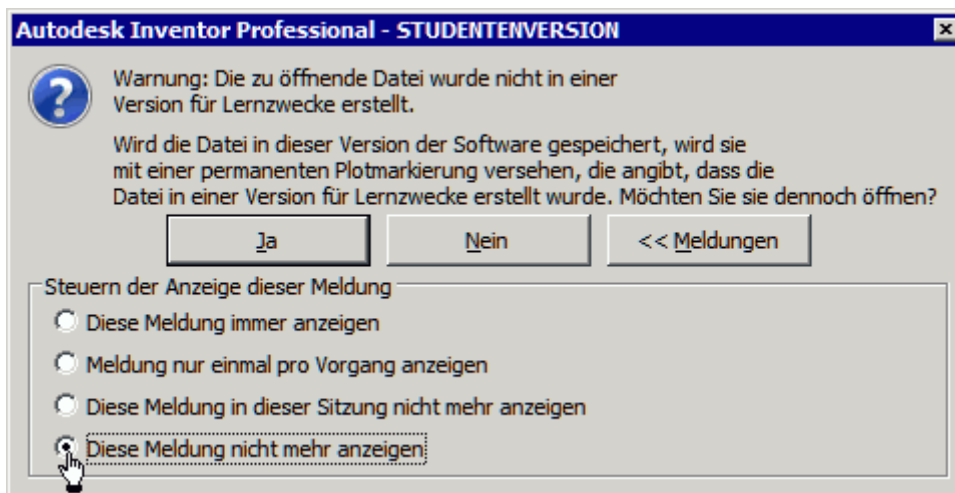 Autodesk Inventor Professional - STUDENTENVERSION
Warnung: Die zu öffnende Datei wurde nicht in einer
Version für Lernzwecke erstellt.
Wird die Datei in dieser Version der Software gespeichert, wird sie
mit einer permanenten Plotmarkierung versehen, die angibt, dass die
Datei in einer Version für Lernzwecke erstellt wurde. Möchten Sie sie dennoch öffnen?
Ja Nein << Meldungen
Steuern der Anzeige dieser Meldung
Diese Meldung immer anzeigen
Meldung nur einmal pro Vorgang anzeigen
Diese Meldung in dieser Sitzung nicht mehr anzeigen
Diese Meldung nicht mehr anzeigen